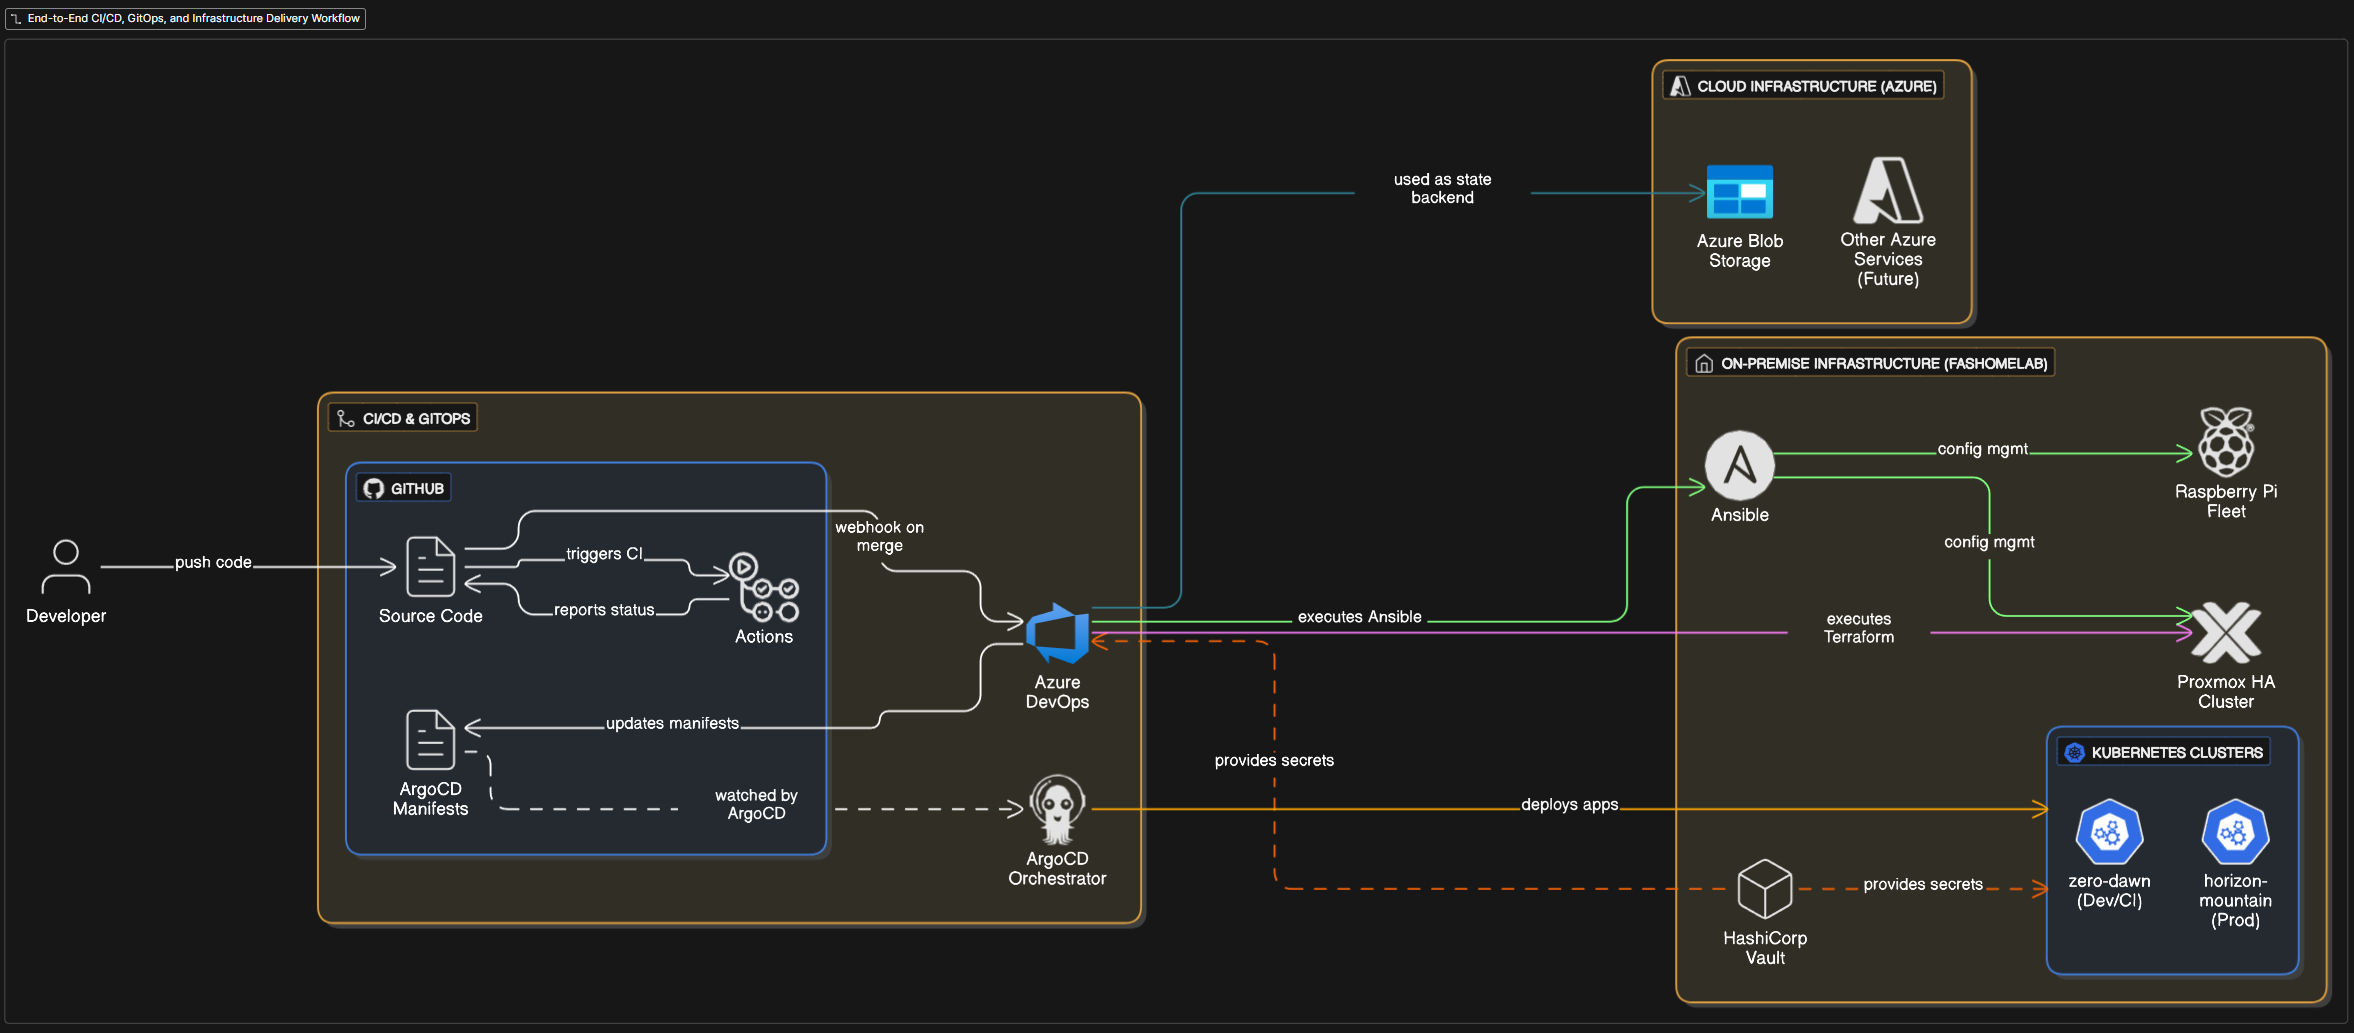 End-to-End CI/CD, GitOps, and Infrastructure Delivery Workflow
CLOUD INFRASTRUCTURE (AZURE)
used as state
backend
Azure Blob
Storage
Other Azure
Services
(Future)
ON-PREMISE INFRASTRUCTURE (FASHOMELAB)
CI/CD & GITOPS
GITHUB
Developer
push code
Source Code
triggers CI
reports status
Actions
webhook on
merge
Azure
DevOps
updates manifests
ArgoCD
Manifests
watched by
ArgoCD
ArgoCD
Orchestrator
executes Ansible
Ansible
config mgmt
Raspberry Pi
Fleet
config mgmt
executes
Terraform
Proxmox HA
Cluster
provides secrets
deploys apps
HashiCorp
Vault
provides secrets
KUBERNETES CLUSTERS
zero-dawn
(Dev/CI)
horizon-
mountain
(Prod)